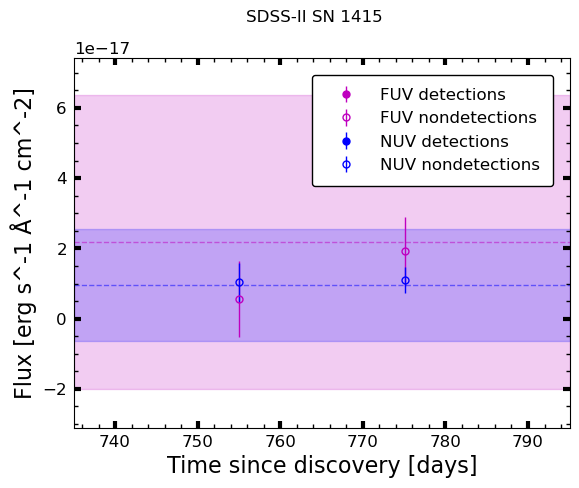 SDSS-II SN 1415
1e−17
FUV detections
FUV nondetections
NUV detections
NUV nondetections
6
4
2
0
−2
Flux [erg s^-1 Å^-1 cm^-2]
740 750 760 770 780 790
Time since discovery [days]